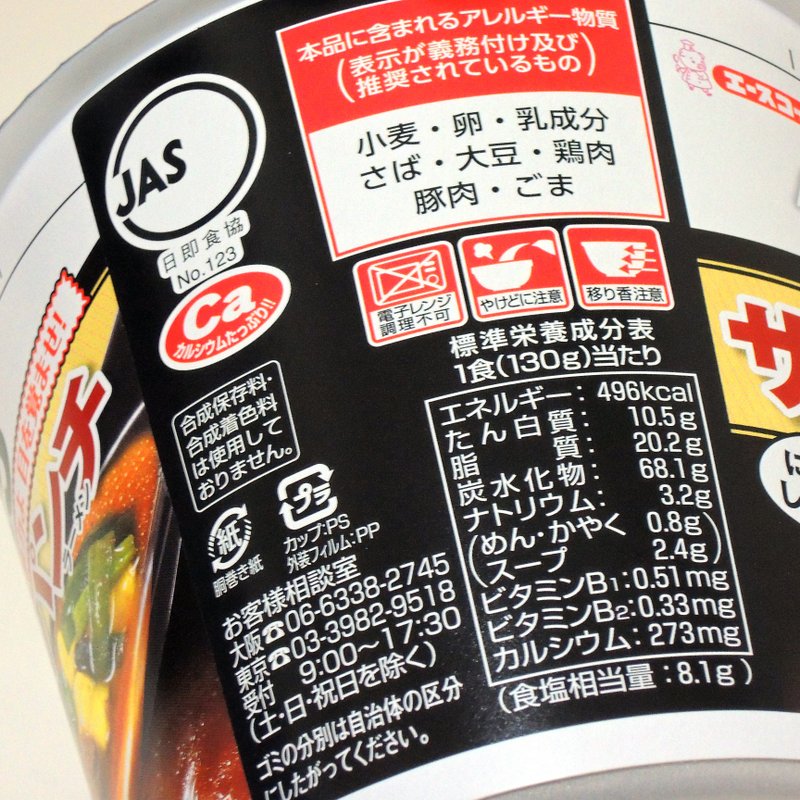 本品に含まれるアレルギー物質
(表示が義務付け及び
推奨されているもの)
小麦・卵・乳成分
さば・大豆・鶏肉
豚肉・ごま
JAS
日即食協
No.123
Ca
カルシウムたっぷり!!
電子レンジ
調理不可
やけどに注意
移り香注意
標準栄養成分表
1食(130g)当たり
エネルギー: 496kcal
たん白質: 10.5g
脂質: 20.2g
炭水化物: 68.1g
ナトリウム: 3.2g
(めん・かやく 0.8g)
(スープ 2.4g)
ビタミンB1:0.51mg
ビタミンB2:0.33mg
カルシウム: 273mg
(食塩相当量:8.1g)
合成保存料・
合成着色料
は使用して
おりません。
プラ
カップ:PS
外装フィルム:PP
紙
胴巻き紙
お客様相談室
大阪☎06-6338-2745
東京☎03-3982-9518
受付 9:00〜17:30
(土・日・祝日を除く)
ゴミの分別は自治体の区分
にしたがってください。
エースコー
サ
パンチ
ラーメン